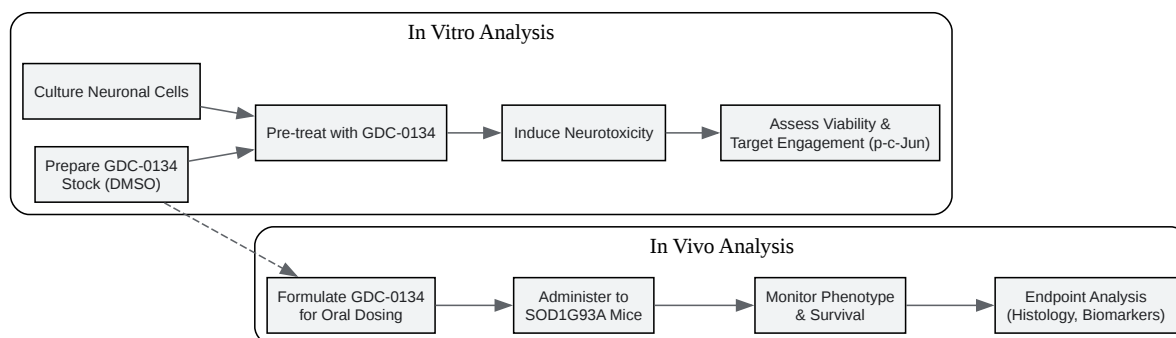 In Vitro Analysis
Culture Neuronal Cells
Prepare GDC-0134
Stock (DMSO)
Pre-treat with GDC-0134
Induce Neurotoxicity
Assess Viability &
Target Engagement (p-c-Jun)
In Vivo Analysis
Formulate GDC-0134
for Oral Dosing
Administer to
SOD1G93A Mice
Monitor Phenotype
& Survival
Endpoint Analysis
(Histology, Biomarkers)